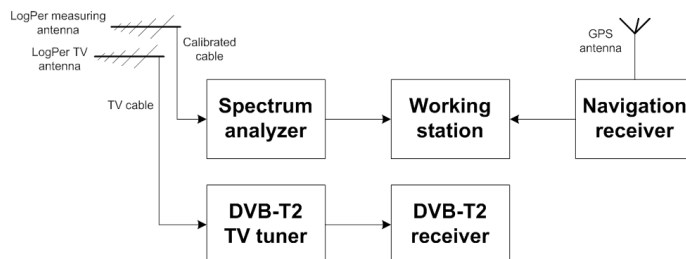 LogPer measuring
antenna
LogPer TV
antenna
Calibrated
cable
TV cable
GPS
antenna
Spectrum
analyzer
Working
station
Navigation
receiver
DVB-T2
TV tuner
DVB-T2
receiver